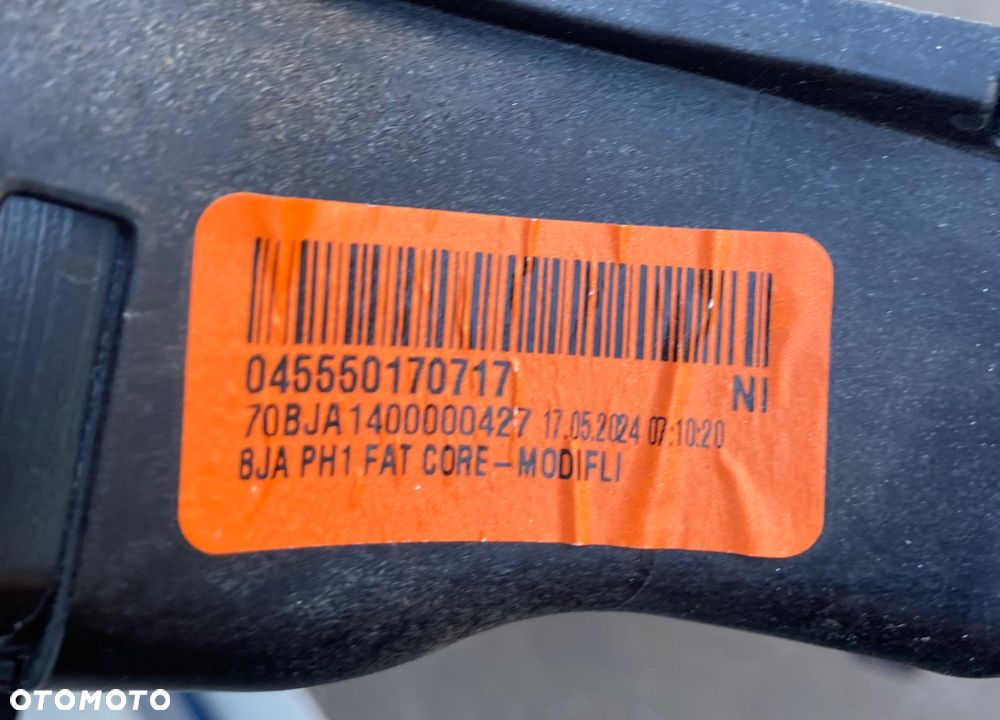 045550170717
NI
70BJA1400000427 17.05.2024 07:10:20
BJA PH1 FAT CORE-MODIFLI
OTOMOTO